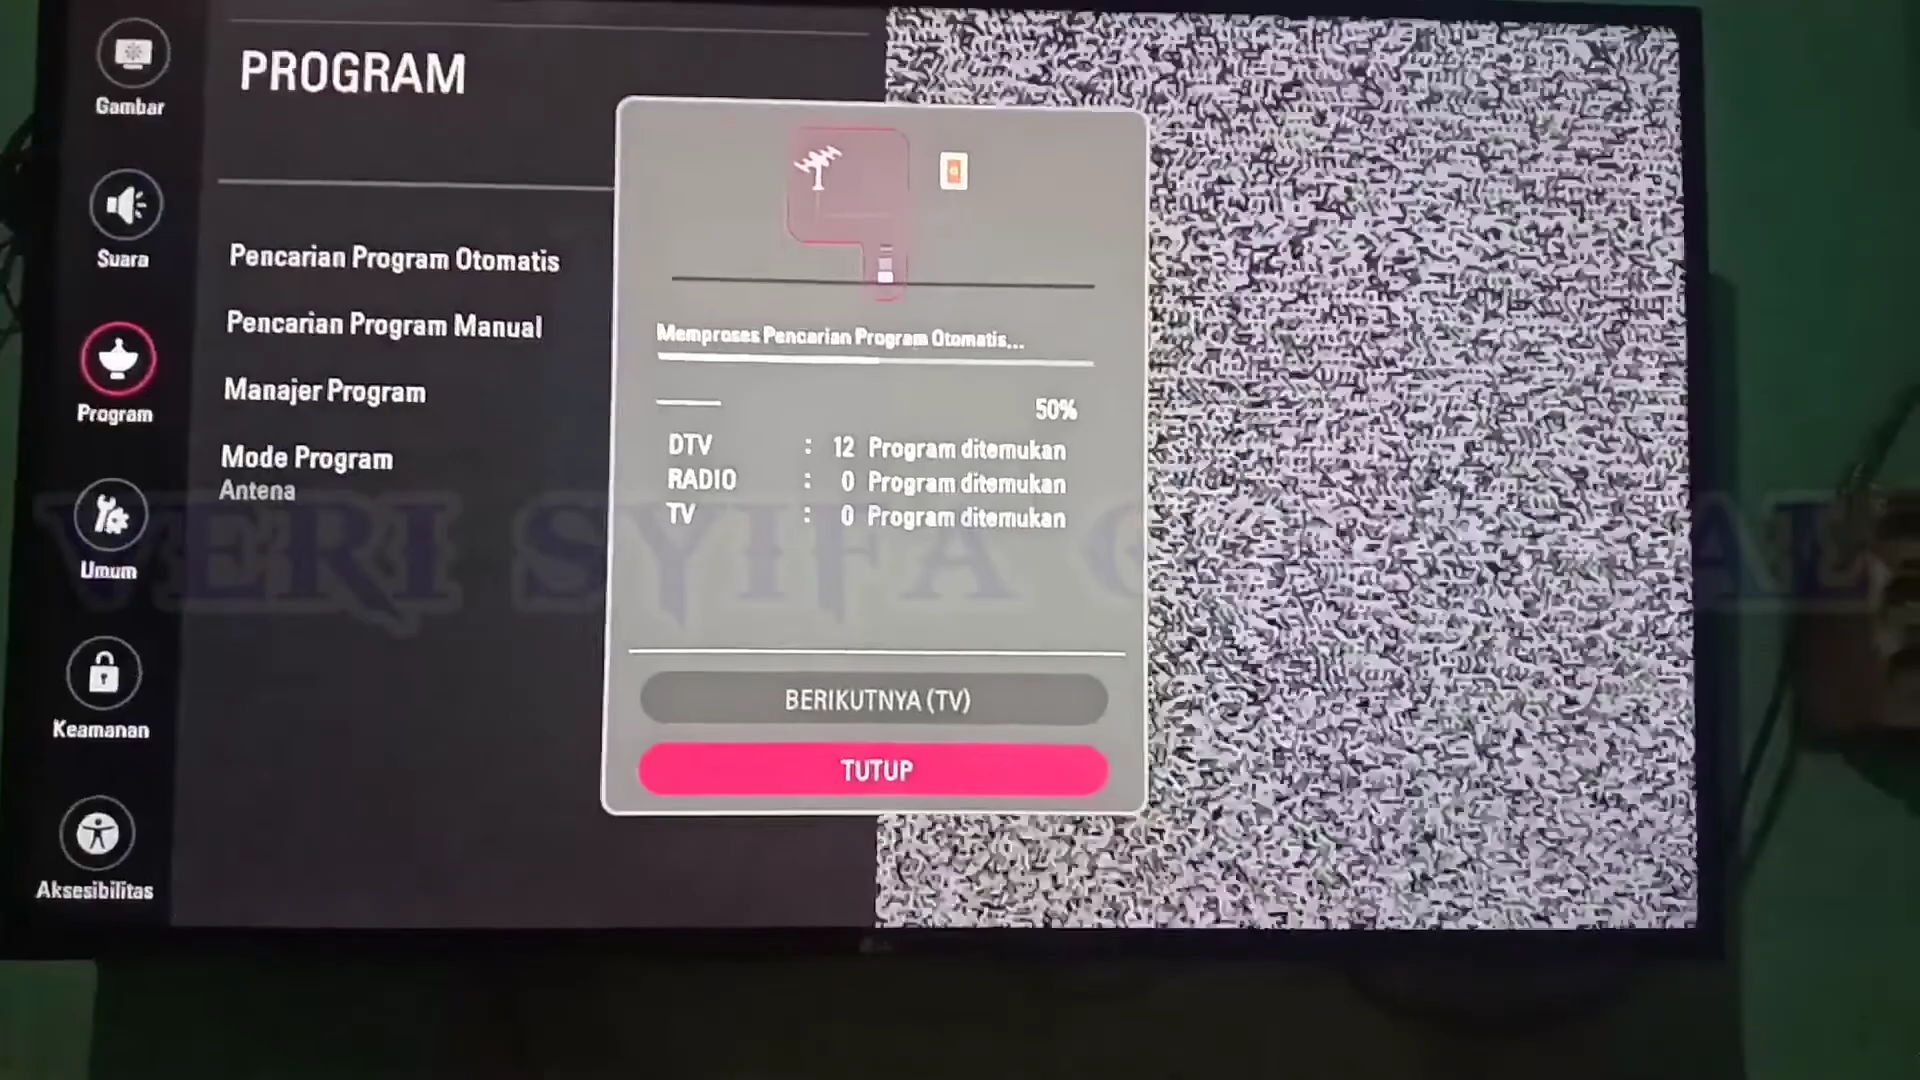 PROGRAM
Gambar
Suara
Program
Umum
Keamanan
Aksesibilitas
Pencarian Program Otomatis
Pencarian Program Manual
Manajer Program
Mode Program
Antena
Memproses Pencarian Program Otomatis...
50%
DTV : 12 Program ditemukan
RADIO : 0 Program ditemukan
TV : 0 Program ditemukan
BERIKUTNYA (TV)
TUTUP
VERI SYIFA